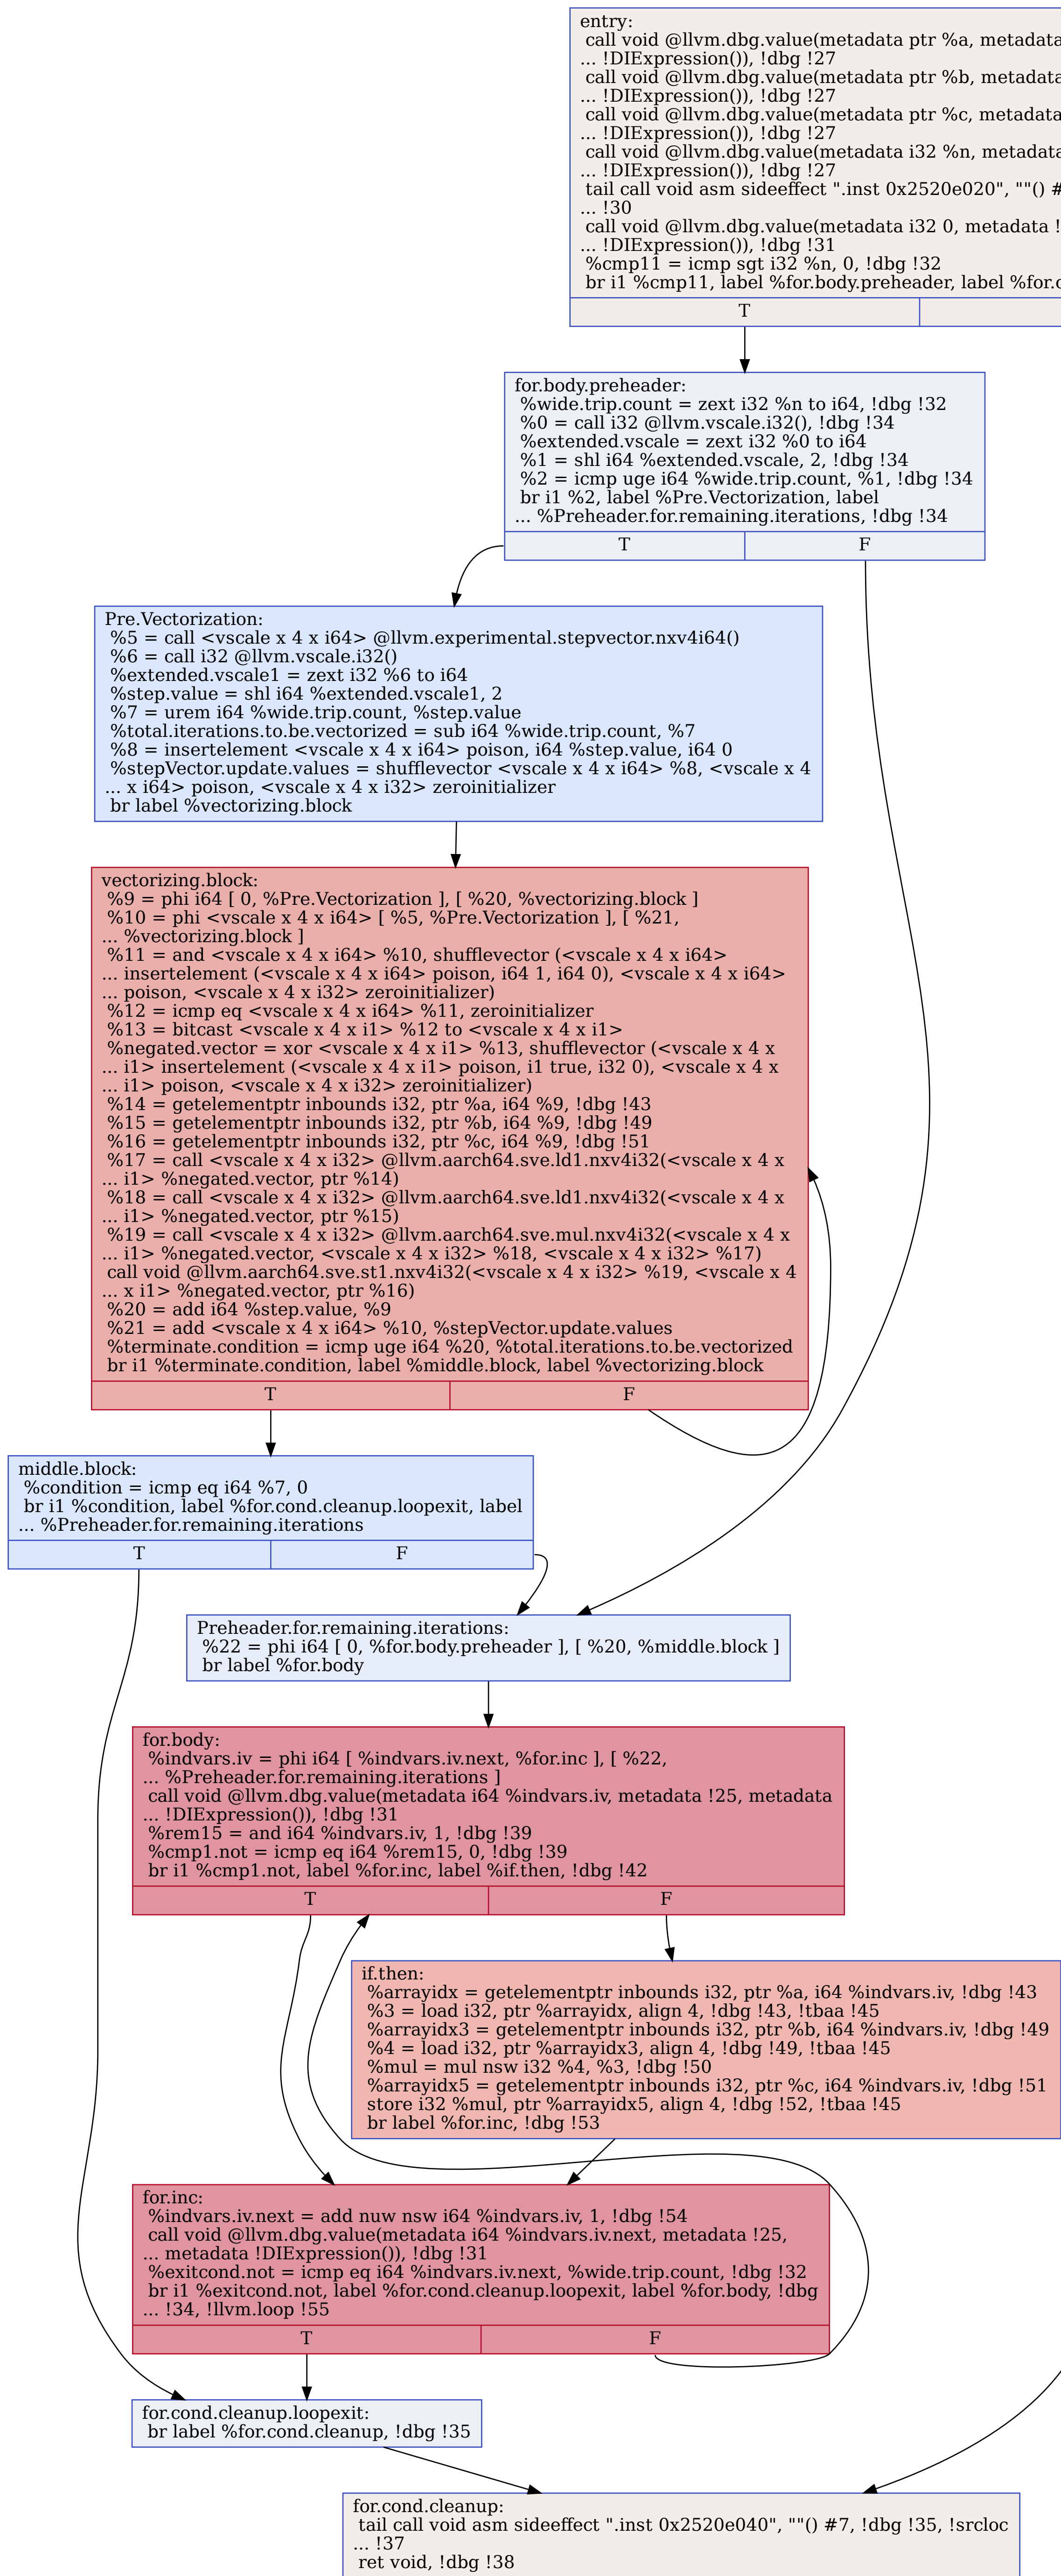 entry:
call void @llvm.dbg.value(metadata ptr %a, metadata
... !DIExpression()), !dbg !27
call void @llvm.dbg.value(metadata ptr %b, metadata
... !DIExpression()), !dbg !27
call void @llvm.dbg.value(metadata ptr %c, metadata
... !DIExpression()), !dbg !27
call void @llvm.dbg.value(metadata i32 %n, metadata
... !DIExpression()), !dbg !27
tail call void asm sideeffect ".inst 0x2520e020", ""() #
... !30
call void @llvm.dbg.value(metadata i32 0, metadata !
... !DIExpression()), !dbg !31
%cmp11 = icmp sgt i32 %n, 0, !dbg !32
br i1 %cmp11, label %for.body.preheader, label %for.c
T
for.body.preheader:
%wide.trip.count = zext i32 %n to i64, !dbg !32
%0 = call i32 @llvm.vscale.i32(), !dbg !34
%extended.vscale = zext i32 %0 to i64
%1 = shl i64 %extended.vscale, 2, !dbg !34
%2 = icmp uge i64 %wide.trip.count, %1, !dbg !34
br i1 %2, label %Pre.Vectorization, label
... %Preheader.for.remaining.iterations, !dbg !34
T F
Pre.Vectorization:
%5 = call <vscale x 4 x i64> @llvm.experimental.stepvector.nxv4i64()
%6 = call i32 @llvm.vscale.i32()
%extended.vscale1 = zext i32 %6 to i64
%step.value = shl i64 %extended.vscale1, 2
%7 = urem i64 %wide.trip.count, %step.value
%total.iterations.to.be.vectorized = sub i64 %wide.trip.count, %7
%8 = insertelement <vscale x 4 x i64> poison, i64 %step.value, i64 0
%stepVector.update.values = shufflevector <vscale x 4 x i64> %8, <vscale x 4
... x i64> poison, <vscale x 4 x i32> zeroinitializer
br label %vectorizing.block
vectorizing.block:
%9 = phi i64 [ 0, %Pre.Vectorization ], [ %20, %vectorizing.block ]
%10 = phi <vscale x 4 x i64> [ %5, %Pre.Vectorization ], [ %21,
... %vectorizing.block ]
%11 = and <vscale x 4 x i64> %10, shufflevector (<vscale x 4 x i64>
... insertelement (<vscale x 4 x i64> poison, i64 1, i64 0), <vscale x 4 x i64>
... poison, <vscale x 4 x i32> zeroinitializer)
%12 = icmp eq <vscale x 4 x i64> %11, zeroinitializer
%13 = bitcast <vscale x 4 x i1> %12 to <vscale x 4 x i1>
%negated.vector = xor <vscale x 4 x i1> %13, shufflevector (<vscale x 4 x
... i1> insertelement (<vscale x 4 x i1> poison, i1 true, i32 0), <vscale x 4 x
... i1> poison, <vscale x 4 x i32> zeroinitializer)
%14 = getelementptr inbounds i32, ptr %a, i64 %9, !dbg !43
%15 = getelementptr inbounds i32, ptr %b, i64 %9, !dbg !49
%16 = getelementptr inbounds i32, ptr %c, i64 %9, !dbg !51
%17 = call <vscale x 4 x i32> @llvm.aarch64.sve.ld1.nxv4i32(<vscale x 4 x
... i1> %negated.vector, ptr %14)
%18 = call <vscale x 4 x i32> @llvm.aarch64.sve.ld1.nxv4i32(<vscale x 4 x
... i1> %negated.vector, ptr %15)
%19 = call <vscale x 4 x i32> @llvm.aarch64.sve.mul.nxv4i32(<vscale x 4 x
... i1> %negated.vector, <vscale x 4 x i32> %18, <vscale x 4 x i32> %17)
call void @llvm.aarch64.sve.st1.nxv4i32(<vscale x 4 x i32> %19, <vscale x 4
... x i1> %negated.vector, ptr %16)
%20 = add i64 %step.value, %9
%21 = add <vscale x 4 x i64> %10, %stepVector.update.values
%terminate.condition = icmp uge i64 %20, %total.iterations.to.be.vectorized
br i1 %terminate.condition, label %middle.block, label %vectorizing.block
T F
middle.block:
%condition = icmp eq i64 %7, 0
br i1 %condition, label %for.cond.cleanup.loopexit, label
... %Preheader.for.remaining.iterations
T F
Preheader.for.remaining.iterations:
%22 = phi i64 [ 0, %for.body.preheader ], [ %20, %middle.block ]
br label %for.body
for.body:
%indvars.iv = phi i64 [ %indvars.iv.next, %for.inc ], [ %22,
... %Preheader.for.remaining.iterations ]
call void @llvm.dbg.value(metadata i64 %indvars.iv, metadata !25, metadata
... !DIExpression()), !dbg !31
%rem15 = and i64 %indvars.iv, 1, !dbg !39
%cmp1.not = icmp eq i64 %rem15, 0, !dbg !39
br i1 %cmp1.not, label %for.inc, label %if.then, !dbg !42
T F
if.then:
%arrayidx = getelementptr inbounds i32, ptr %a, i64 %indvars.iv, !dbg !43
%3 = load i32, ptr %arrayidx, align 4, !dbg !43, !tbaa !45
%arrayidx3 = getelementptr inbounds i32, ptr %b, i64 %indvars.iv, !dbg !49
%4 = load i32, ptr %arrayidx3, align 4, !dbg !49, !tbaa !45
%mul = mul nsw i32 %4, %3, !dbg !50
%arrayidx5 = getelementptr inbounds i32, ptr %c, i64 %indvars.iv, !dbg !51
store i32 %mul, ptr %arrayidx5, align 4, !dbg !52, !tbaa !45
br label %for.inc, !dbg !53
for.inc:
%indvars.iv.next = add nuw nsw i64 %indvars.iv, 1, !dbg !54
call void @llvm.dbg.value(metadata i64 %indvars.iv.next, metadata !25,
... metadata !DIExpression()), !dbg !31
%exitcond.not = icmp eq i64 %indvars.iv.next, %wide.trip.count, !dbg !32
br i1 %exitcond.not, label %for.cond.cleanup.loopexit, label %for.body, !dbg
... !34, !llvm.loop !55
T F
for.cond.cleanup.loopexit:
br label %for.cond.cleanup, !dbg !35
for.cond.cleanup:
tail call void asm sideeffect ".inst 0x2520e040", ""() #7, !dbg !35, !srcloc
... !37
ret void, !dbg !38